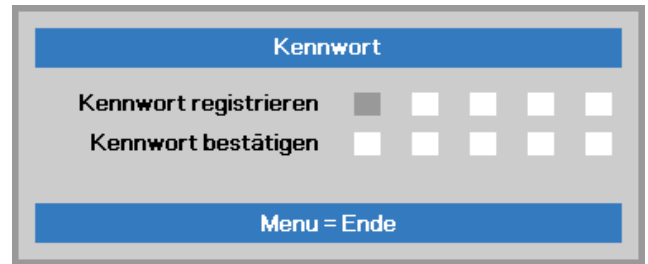 Kennwort
Kennwort registrieren
Kennwort bestätigen
Menu = Ende